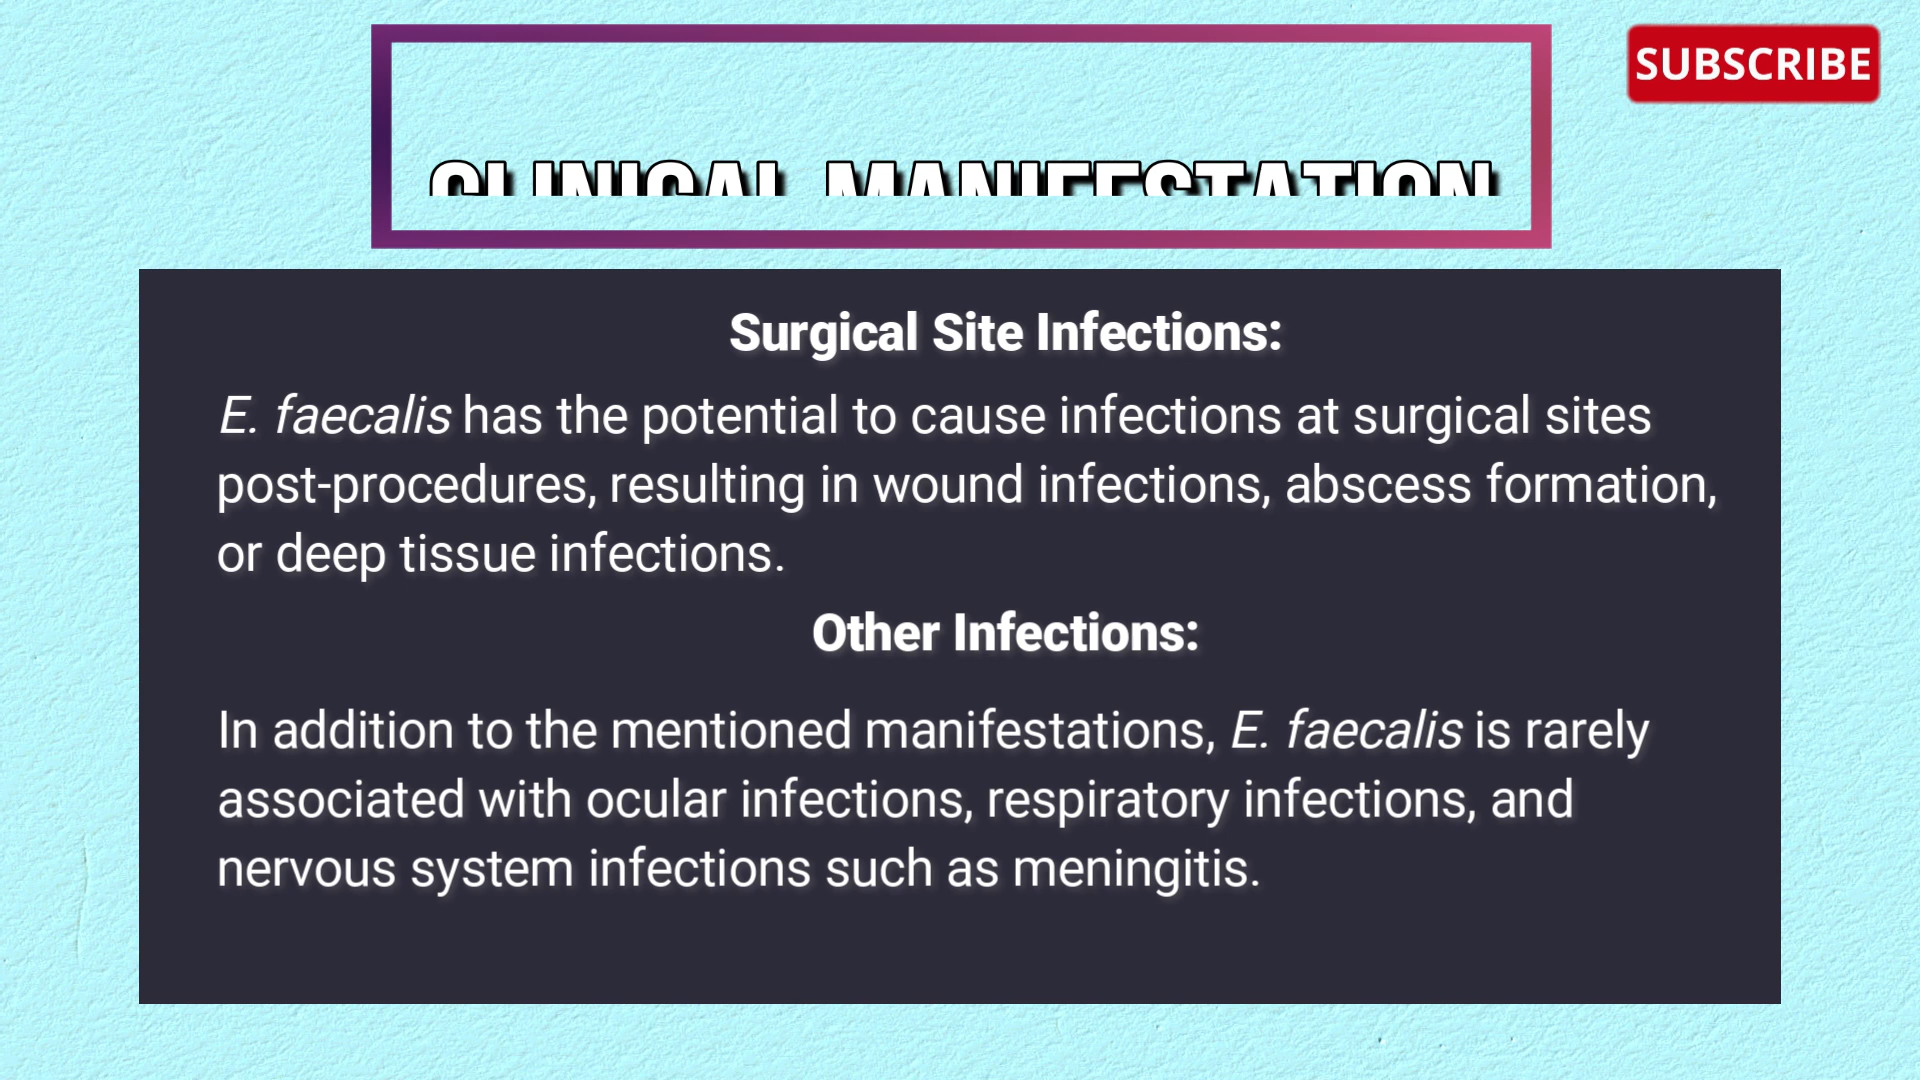 SUBSCRIBE
CLINICAL MANIFESTATION
Surgical Site Infections:
E. faecalis has the potential to cause infections at surgical sites
post-procedures, resulting in wound infections, abscess formation,
or deep tissue infections.
Other Infections:
In addition to the mentioned manifestations, E. faecalis is rarely
associated with ocular infections, respiratory infections, and
nervous system infections such as meningitis.